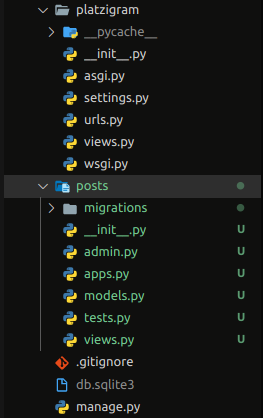 platzigram
__pycache__
__init__.py
asgi.py
settings.py
urls.py
views.py
wsgi.py
posts
migrations
__init__.py U
admin.py U
apps.py U
models.py U
tests.py U
views.py U
.gitignore
db.sqlite3
manage.py